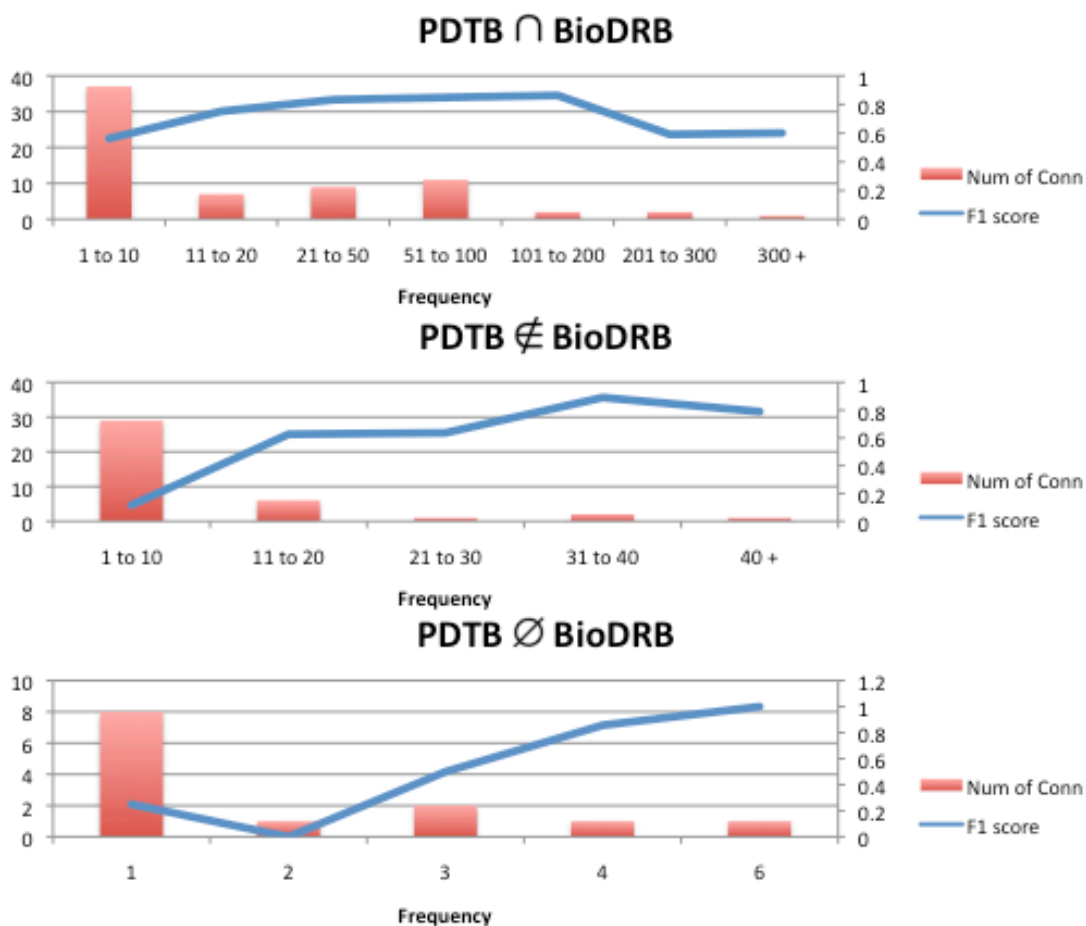 PDTB ∩ BioDRB
40 1
30 0.8
20 0.6
10 0.4
0 0.2
0
1 to 10 11 to 20 21 to 50 51 to 100 101 to 200 201 to 300 300 +
Frequency
Num of Conn
F1 score
PDTB ∉ BioDRB
40 1
30 0.8
20 0.6
10 0.4
0 0.2
0
1 to 10 11 to 20 21 to 30 31 to 40 40 +
Frequency
Num of Conn
F1 score
PDTB ∅ BioDRB
10 1.2
8 1
6 0.8
4 0.6
2 0.4
0 0.2
0
1 2 3 4 6
Frequency
Num of Conn
F1 score